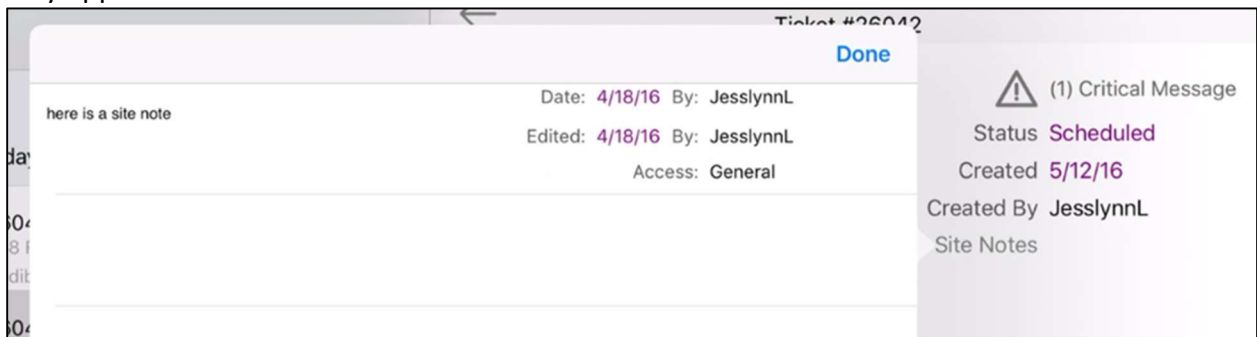 Ticket #26042
Done
here is a site note
Date: 4/18/16 By: JesslynnL
Edited: 4/18/16 By: JesslynnL
Access: General
(1) Critical Message
Status Scheduled
Created 5/12/16
Created By JesslynnL
Site Notes